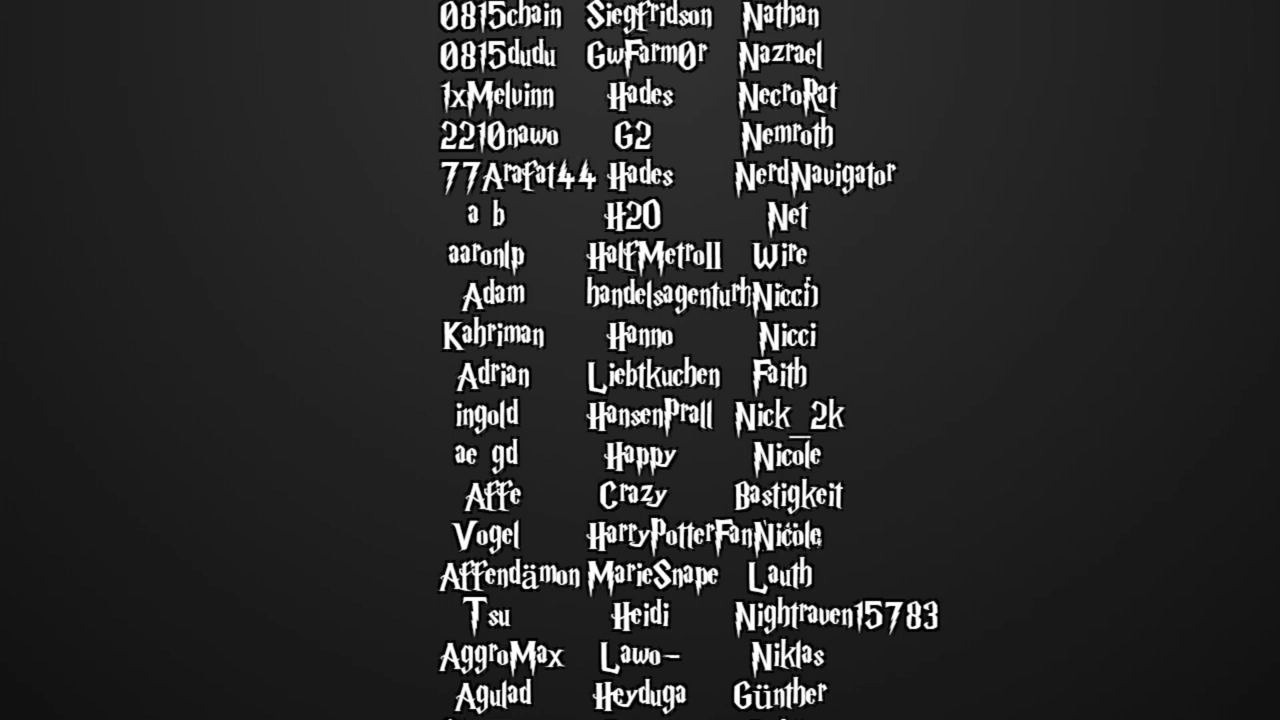 0815chain Siegfridson Nathan
0815dudu GwFarm0r Nazrael
1xMelvinn Hades NecroRat
2210nawo G2 Nemroth
77Arafat44 Hades NerdNavigator
a b H2O Net
aaronlp HalfMetroll Wire
Adam handelsagenturh Nicci
Kahriman Hanno Nicci
Adrian Liebtkuchen Faith
ingold HansenPrall Nick_2k
ae gd Happy Nicole
Affe Crazy Bastigkeit
Vogel HarryPotterFan Nicole
Affendämon MarieSnape Lauth
Tsu Heidi Nightraven15783
AggroMax Lawo- Niklas
Agulad Heyduga Günther